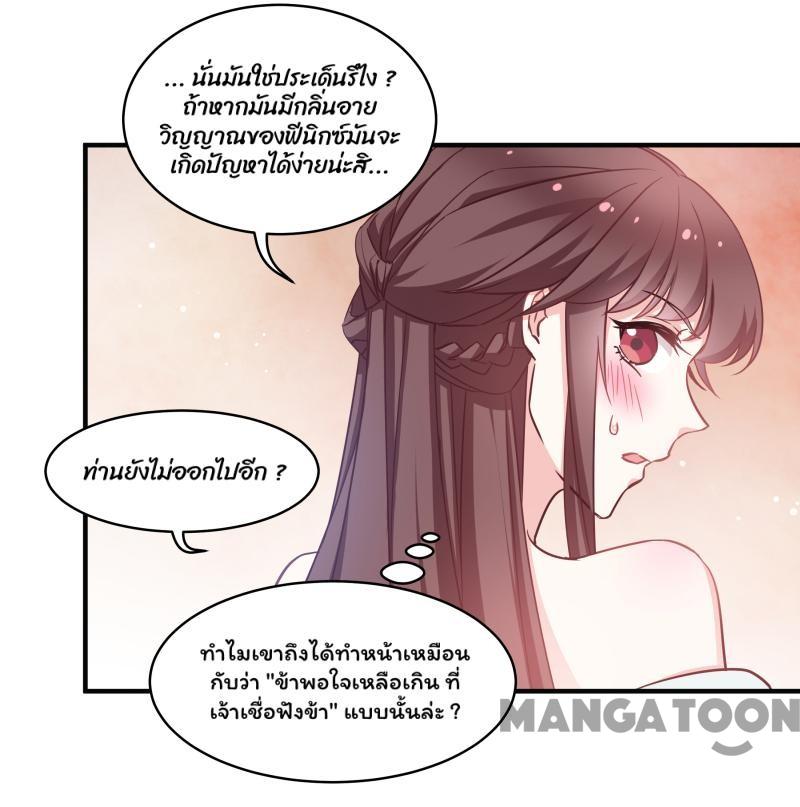 ... นั่นมันใช่ประเด็นรึไง ?
ถ้าหากมันมีกลิ่นอาย
วิญญาณของฟีนิกซ์มันจะ
เกิดปัญหาได้ง่ายน่ะสิ...
ท่านยังไม่ออกไปอีก ?
ทำไมเขาถึงได้ทำหน้าเหมือน
กับว่า "ข้าพอใจเหลือเกิน ที่
เจ้าเชื่อฟังข้า" แบบนั้นล่ะ ?
MANGATOON